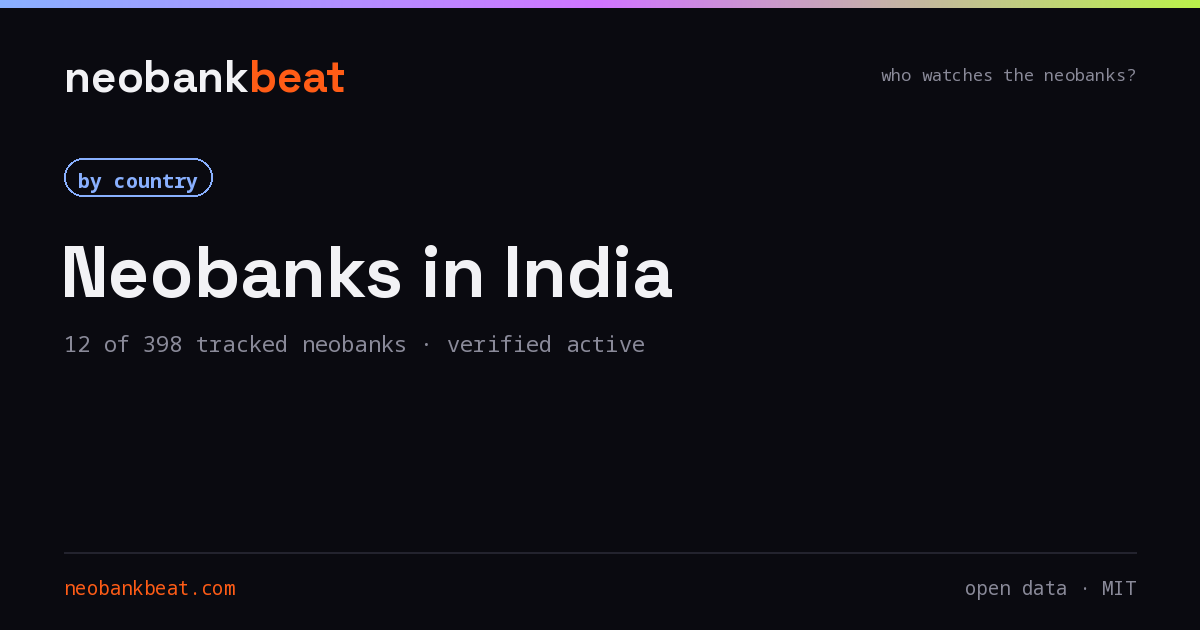 neobankbeat
who watches the neobanks?
by country
Neobanks in India
12 of 398 tracked neobanks · verified active
neobankbeat.com
open data · MIT